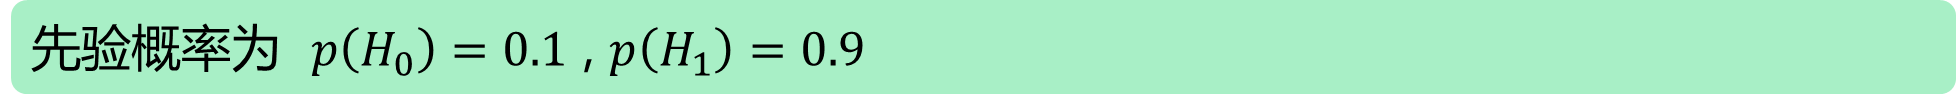 先验概率为 p(H₀) = 0.1 , p(H₁) = 0.9